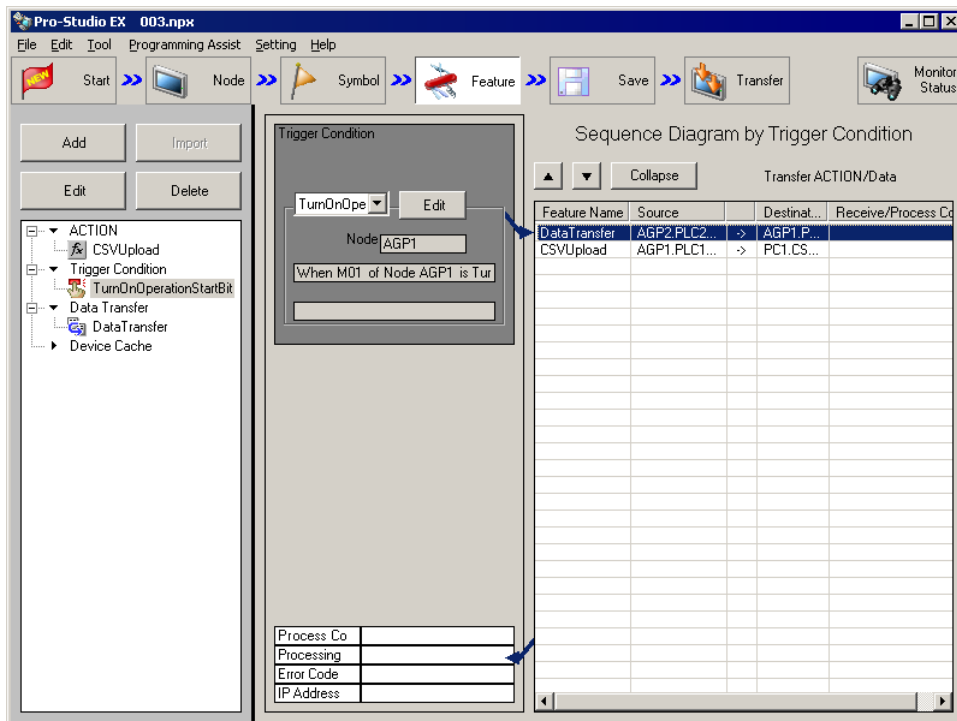 Pro-Studio EX 003.npx
File Edit Tool Programming Assist Setting Help
NEW Start Node Symbol Feature Save Transfer Monitor Status
Add Import
Edit Delete
ACTION
fx CSVUpload
Trigger Condition
TurnOnOperationStartBit
Data Transfer
DataTransfer
Device Cache
Trigger Condition
TurnOnOpe Edit
Node AGP1
When M01 of Node AGP1 is Tur
Process Co
Processing
Error Code
IP Address
Sequence Diagram by Trigger Condition
Collapse Transfer ACTION/Data
Feature Name Source Destinat... Receive/Process Co
DataTransfer AGP2.PLC2... -> AGP1.P...
CSVUpload AGP1.PLC1... -> PC1.CS...